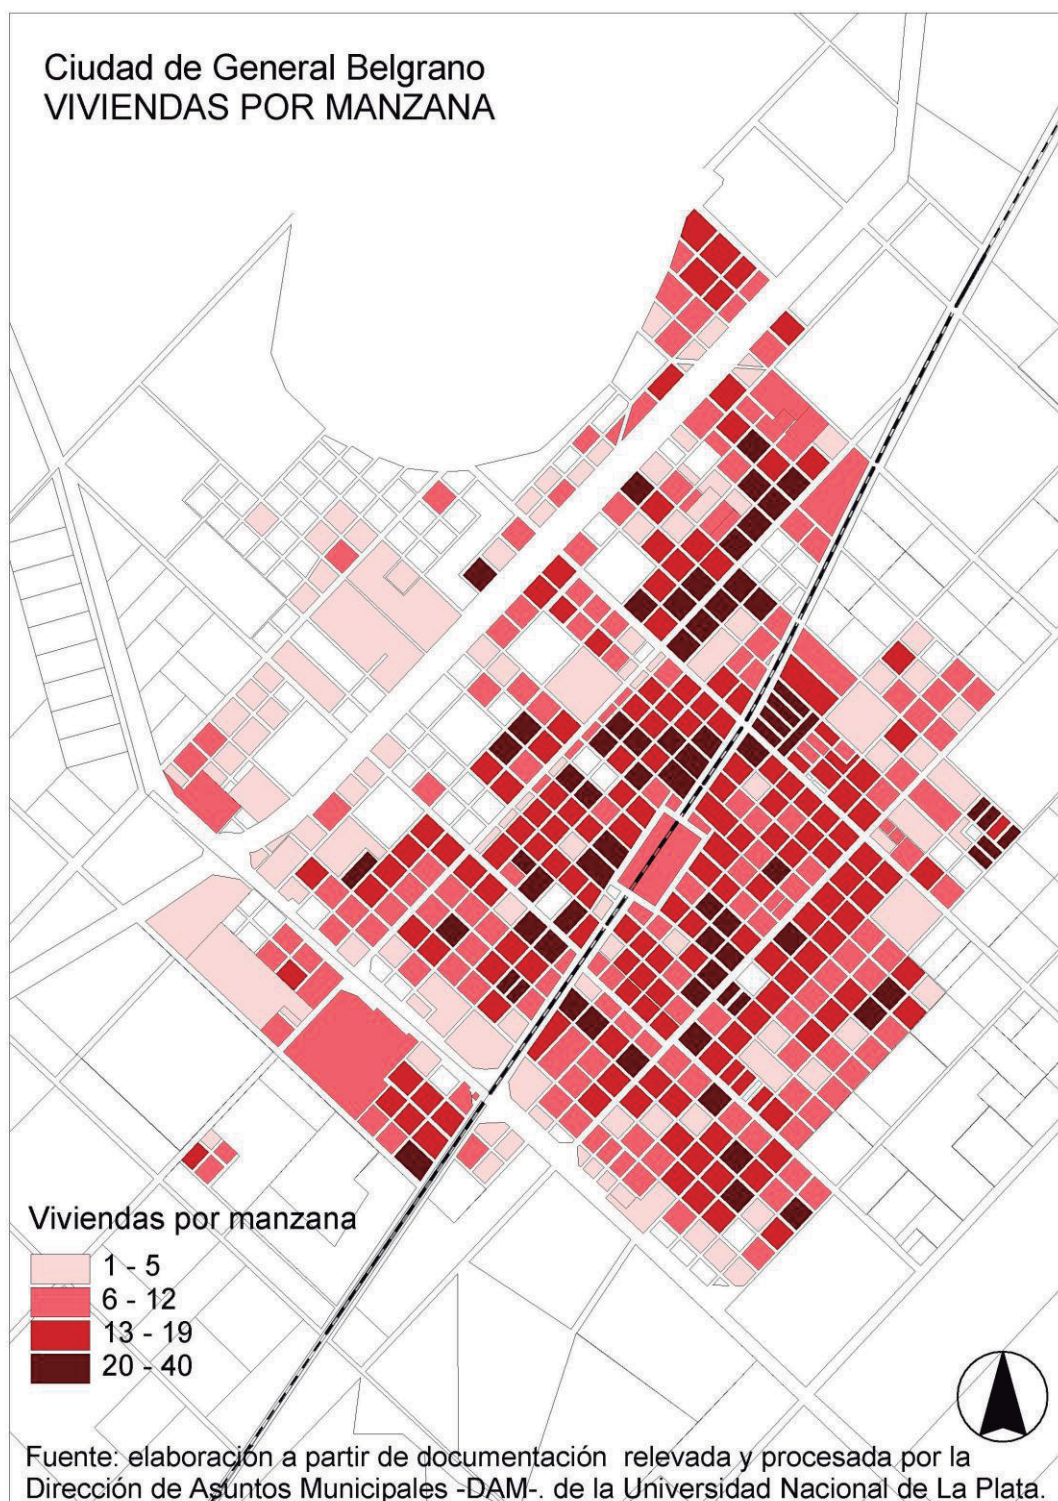 Ciudad de General Belgrano
VIVIENDAS POR MANZANA
Viviendas por manzana
1 - 5
6 - 12
13 - 19
20 - 40
Fuente: elaboración a partir de documentación relevada y procesada por la
Dirección de Asuntos Municipales -DAM-. de la Universidad Nacional de La Plata.